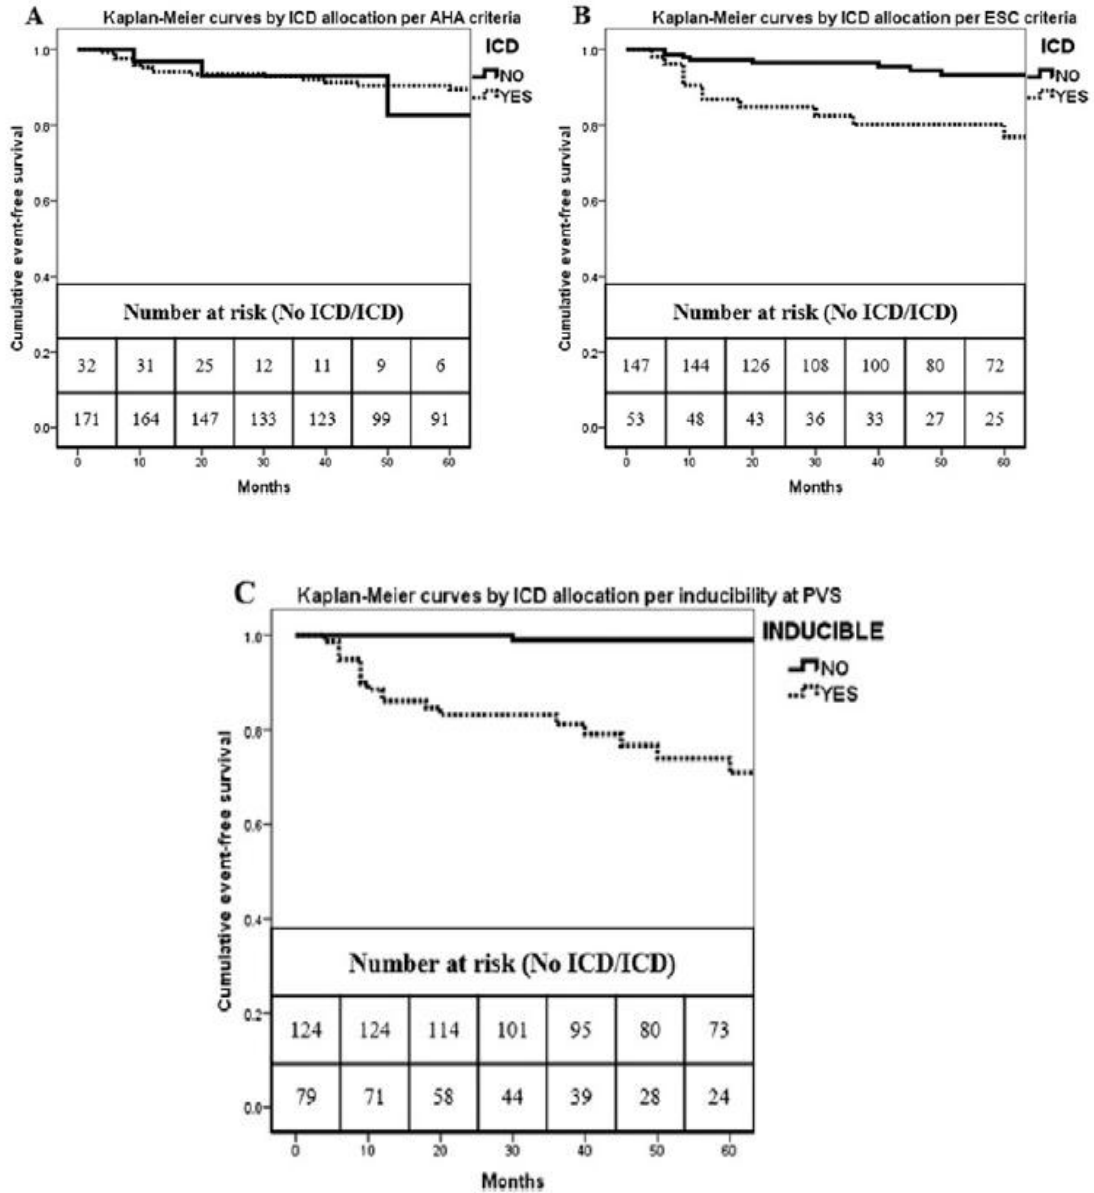 A
Kaplan-Meier curves by ICD allocation per AHA criteria
ICD
NO
YES
Cumulative event-free survival
1.0
0.8
0.6
0.4
0.2
0.0
Number at risk (No ICD/ICD)
32 31 25 12 11 9 6
171 164 147 133 123 99 91
0 10 20 30 40 50 60
Months
B
Kaplan-Meier curves by ICD allocation per ESC criteria
ICD
NO
YES
Cumulative event-free survival
1.0
0.8
0.6
0.4
0.2
0.0
Number at risk (No ICD/ICD)
147 144 126 108 100 80 72
53 48 43 36 33 27 25
0 10 20 30 40 50 60
Months
C
Kaplan-Meier curves by ICD allocation per inducibility at PVS
INDUCIBLE
NO
YES
Cumulative event-free survival
1.0
0.8
0.6
0.4
0.2
0.0
Number at risk (No ICD/ICD)
124 124 114 101 95 80 73
79 71 58 44 39 28 24
0 10 20 30 40 50 60
Months